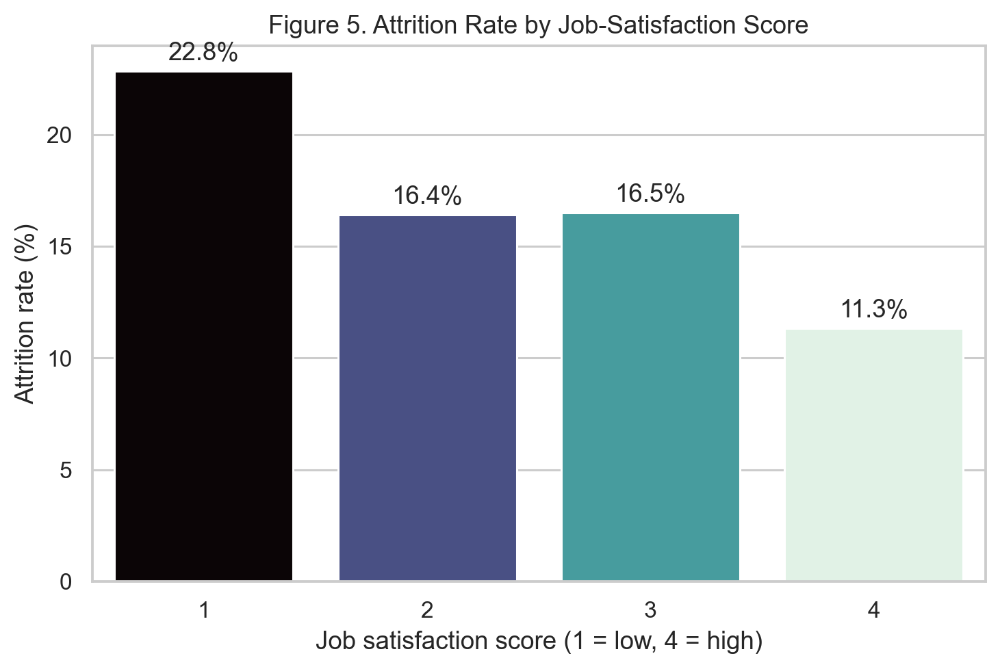 Figure 5. Attrition Rate by Job-Satisfaction Score
22.8%
20
16.4%
16.5%
15
11.3%
10
5
0
Attrition rate (%)
1 2 3 4
Job satisfaction score (1 = low, 4 = high)